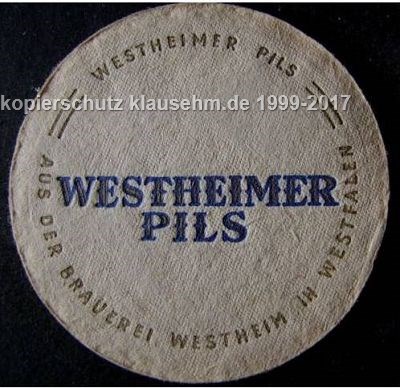 WESTHEIMER PILS
kopierschutz klausehm.de 1999-2017
WESTHEIMER
PILS
AUS DER BRAUEREI WESTHEIM IN WESTFALEN